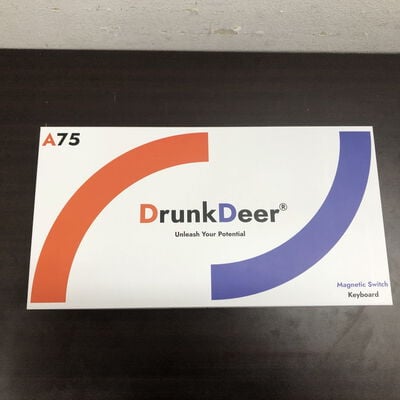 A75
DrunkDeer®
Unleash Your Potential
Magnetic Switch
Keyboard